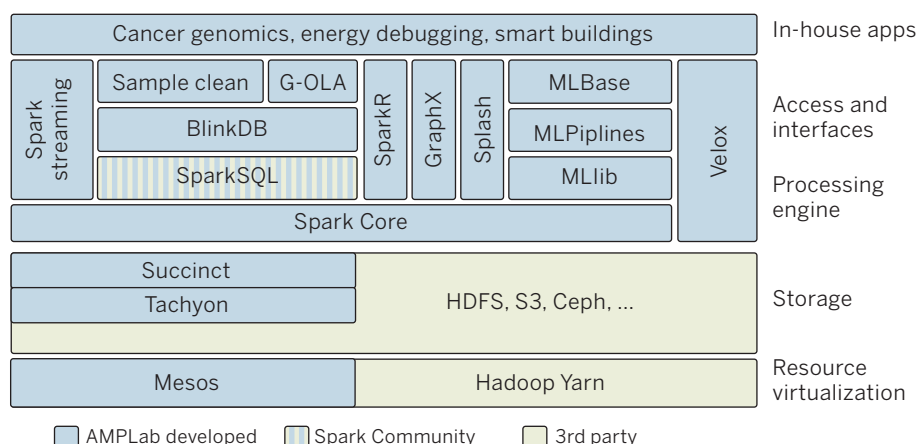 Cancer genomics, energy debugging, smart buildings
In-house apps
Spark
streaming
Sample clean
G-OLA
BlinkDB
SparkSQL
SparkR
GraphX
Splash
MLBase
MLPiplines
MLlib
Velox
Access and
interfaces
Processing
engine
Spark Core
Succinct
Tachyon
HDFS, S3, Ceph, ...
Storage
Mesos
Hadoop Yarn
Resource
virtualization
AMPLab developed
Spark Community
3rd party